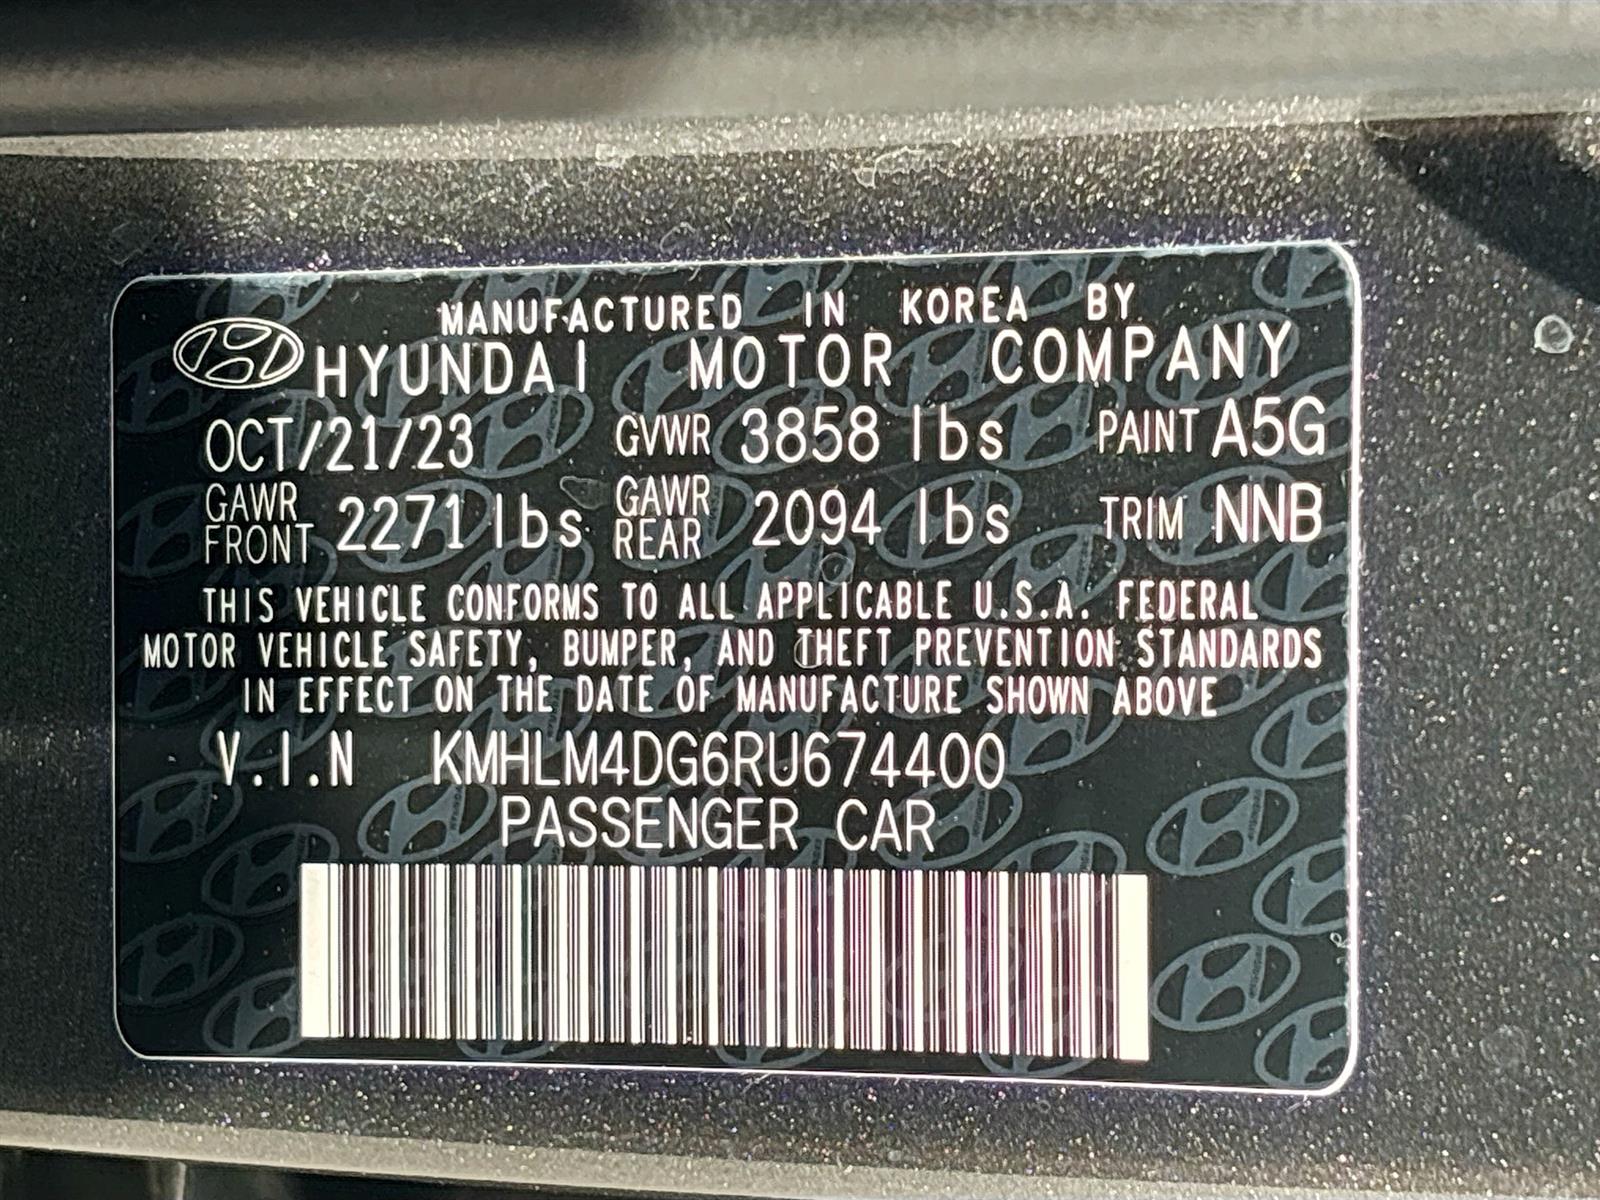 MANUFACTURED IN KOREA BY
HYUNDAI MOTOR COMPANY
OCT/21/23 GVWR 3858 lbs PAINT A5G
GAWR FRONT 2271 lbs GAWR REAR 2094 lbs TRIM NNB
THIS VEHICLE CONFORMS TO ALL APPLICABLE U.S.A. FEDERAL
MOTOR VEHICLE SAFETY, BUMPER, AND THEFT PREVENTION STANDARDS
IN EFFECT ON THE DATE OF MANUFACTURE SHOWN ABOVE
V.I.N KMHLM4DG6RU674400
PASSENGER CAR